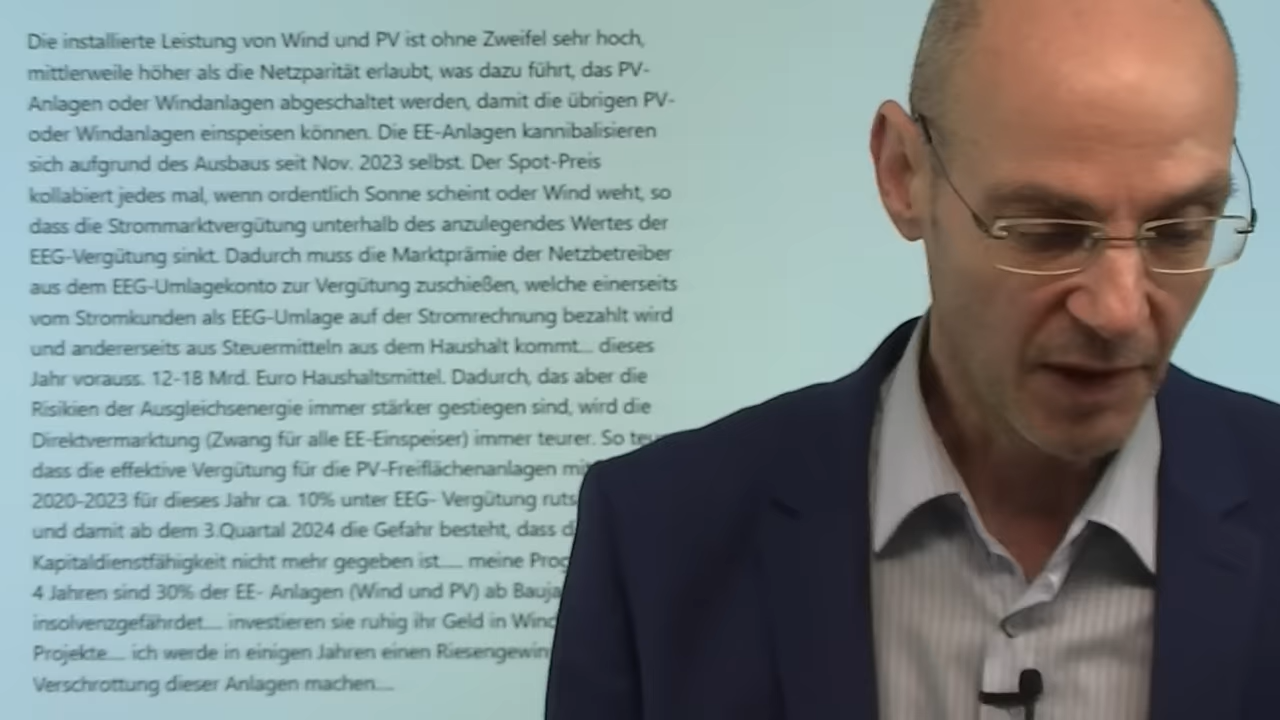 Die installierte Leistung von Wind und PV ist ohne Zweifel sehr hoch,
mittlerweile höher als die Netzparität erlaubt, was dazu führt, das PV-
Anlagen oder Windanlagen abgeschaltet werden, damit die übrigen PV-
oder Windanlagen einspeisen können. Die EE-Anlagen kannibalisieren
sich aufgrund des Ausbaus seit Nov. 2023 selbst. Der Spot-Preis
kollabiert jedes mal, wenn ordentlich Sonne scheint oder Wind weht, so
dass die Strommarktvergütung unterhalb des anzulegendes Wertes der
EEG-Vergütung sinkt. Dadurch muss die Marktprämie der Netzbetreiber
aus dem EEG-Umlagekonto zur Vergütung zuschießen, welche einerseits
vom Stromkunden als EEG-Umlage auf der Stromrechnung bezahlt wird
und andererseits aus Steuermitteln aus dem Haushalt kommt... dieses
Jahr vorauss. 12-18 Mrd. Euro Haushaltsmittel. Dadurch, das aber die
Risikien der Ausgleichsenergie immer stärker gestiegen sind, wird die
Direktvermarktung (Zwang für alle EE-Einspeiser) immer teurer. So
dass die effektive Vergütung für die PV-Freiflächenanlagen
2020-2023 für dieses Jahr ca. 10% unter EEG- Vergütung
und damit ab dem 3.Quartal 2024 die Gefahr besteht, dass
Kapitaldienstfähigkeit nicht mehr gegeben ist..... meine
4 Jahren sind 30% der EE- Anlagen (Wind und PV) ab
insolvenzgefährdet.... investieren sie ruhig ihr Geld in
Projekte.... ich werde in einigen Jahren einen
Verschrottung dieser Anlagen machen....